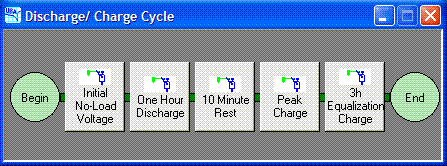 Discharge/ Charge Cycle
Begin
Initial
No-Load
Voltage
One Hour
Discharge
10 Minute
Rest
Peak
Charge
3h
Equalization
Charge
End